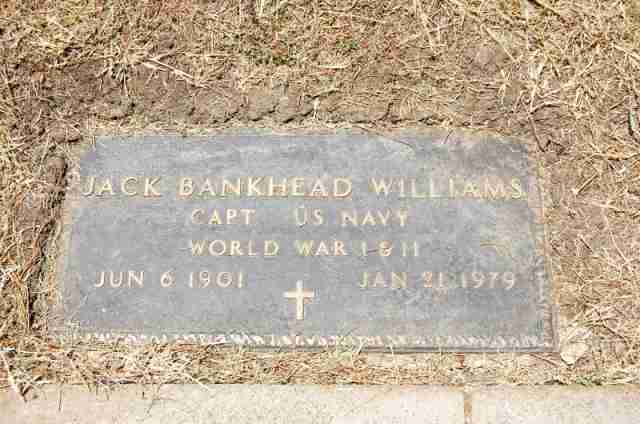 JACK BANKHEAD WILLIAMS
CAPT US NAVY
WORLD WAR I & II
JUN 6 1901 JAN 21 1979